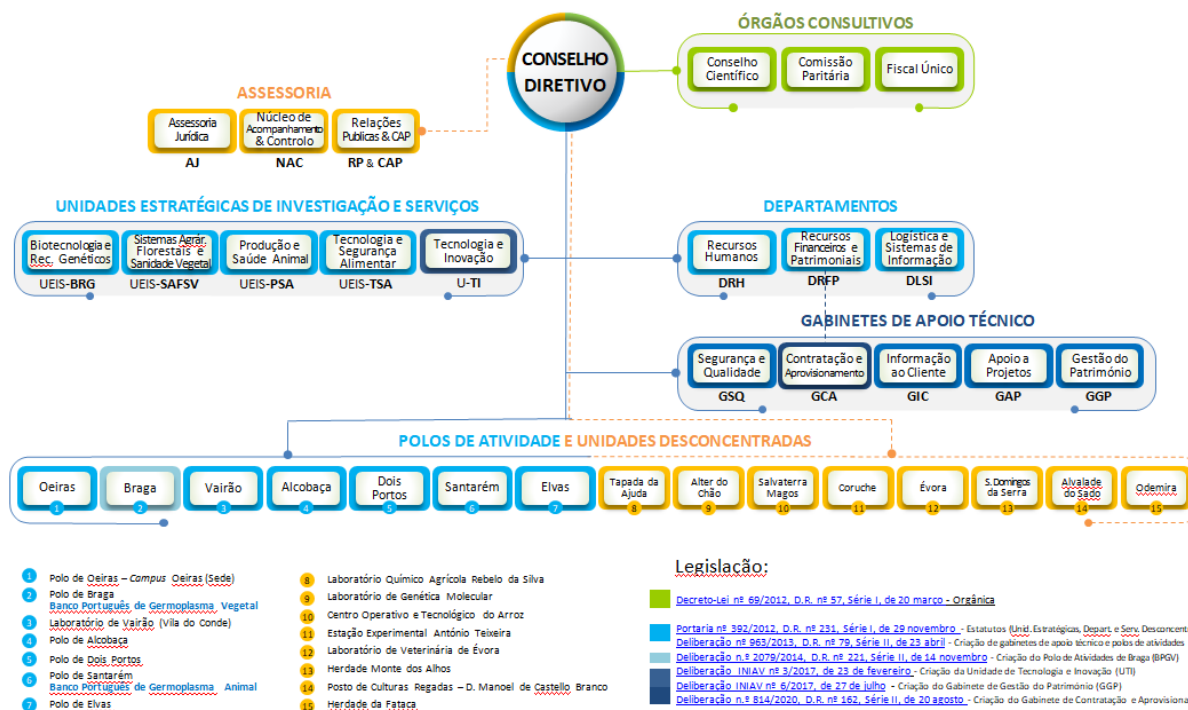 ÓRGÃOS CONSULTIVOS
CONSELHO
DIRETIVO
Conselho
Científico
Comissão
Paritária
Fiscal Único
ASSESSORIA
Assessoria
Jurídica
Núcleo de
Acompanhamento
& Controlo
Relações
Publicas & CAP
AJ
NAC
RP & CAP
UNIDADES ESTRATÉGICAS DE INVESTIGAÇÃO E SERVIÇOS
Biotecnologia e
Rec. Genéticos
Sistemas Agrár.
Florestais e
Sanidade Vegetal
Produção e
Saúde Animal
Tecnologia e
Segurança
Alimentar
Tecnologia e
Inovação
UEIS-BRG
UEIS-SAFSV
UEIS-PSA
UEIS-TSA
U-TI
DEPARTAMENTOS
Recursos
Humanos
Recursos
Financeiros e
Patrimoniais
Logística e
Sistemas de
Informação
DRH
DRFP
DLSI
GABINETES DE APOIO TÉCNICO
Segurança e
Qualidade
Contratação e
Aprovisionamento
Informação
ao Cliente
Apoio a
Projetos
Gestão do
Património
GSQ
GCA
GIC
GAP
GGP
POLOS DE ATIVIDADE E UNIDADES DESCONCENTRADAS
Oeiras
Braga
Vairão
Alcobaça
Dois
Portos
Santarém
Elvas
Tapada da
Ajuda
Alter do
Chão
Salvaterra
Magos
Coruche
Évora
S.Domingos
da Serra
Alvalade
do Sado
Odemira
1 2 3 4 5 6 7 8 9 10 11 12 13 14 15
1 Polo de Oeiras – Campus Oeiras (Sede)
2 Polo de Braga
Banco Português de Germoplasma Vegetal
3 Laboratório de Vairão (Vila do Conde)
4 Polo de Alcobaça
5 Polo de Dois Portos
6 Polo de Santarém
Banco Português de Germoplasma Animal
7 Polo de Elvas
8 Laboratório Químico Agrícola Rebelo da Silva
9 Laboratório de Genética Molecular
10 Centro Operativo e Tecnológico do Arroz
11 Estação Experimental António Teixeira
12 Laboratório de Veterinária de Évora
13 Herdade Monte dos Alhos
14 Posto de Culturas Regadas – D. Manoel de Castello Branco
15 Herdade da Fataca
Legislação:
Decreto-Lei nº 69/2012, D.R. nº 57, Série I, de 20 março - Orgânica
Portaria nº 392/2012, D.R. nº 231, Série I, de 29 novembro - Estatutos (Unid. Estratégicas, Depart. e Serv. Desconcent
Deliberação nº 963/2013, D.R. nº 79, Série II, de 23 abril - Criação de gabinetes de apoio técnico e polos de atividades
Deliberação n.º 2079/2014, D.R. nº 221, Série II, de 14 novembro - Criação do Polo de Atividades de Braga (BPGV)
Deliberação INIAV nº 3/2017, de 23 de fevereiro - Criação da Unidade de Tecnologia e Inovação (UTI)
Deliberação INIAV nº 6/2017, de 27 de julho - Criação do Gabinete de Gestão do Património (GGP)
Deliberação n.º 814/2020, D.R. nº 162, Série II, de 20 agosto - Criação do Gabinete de Contratação e Aprovisiona